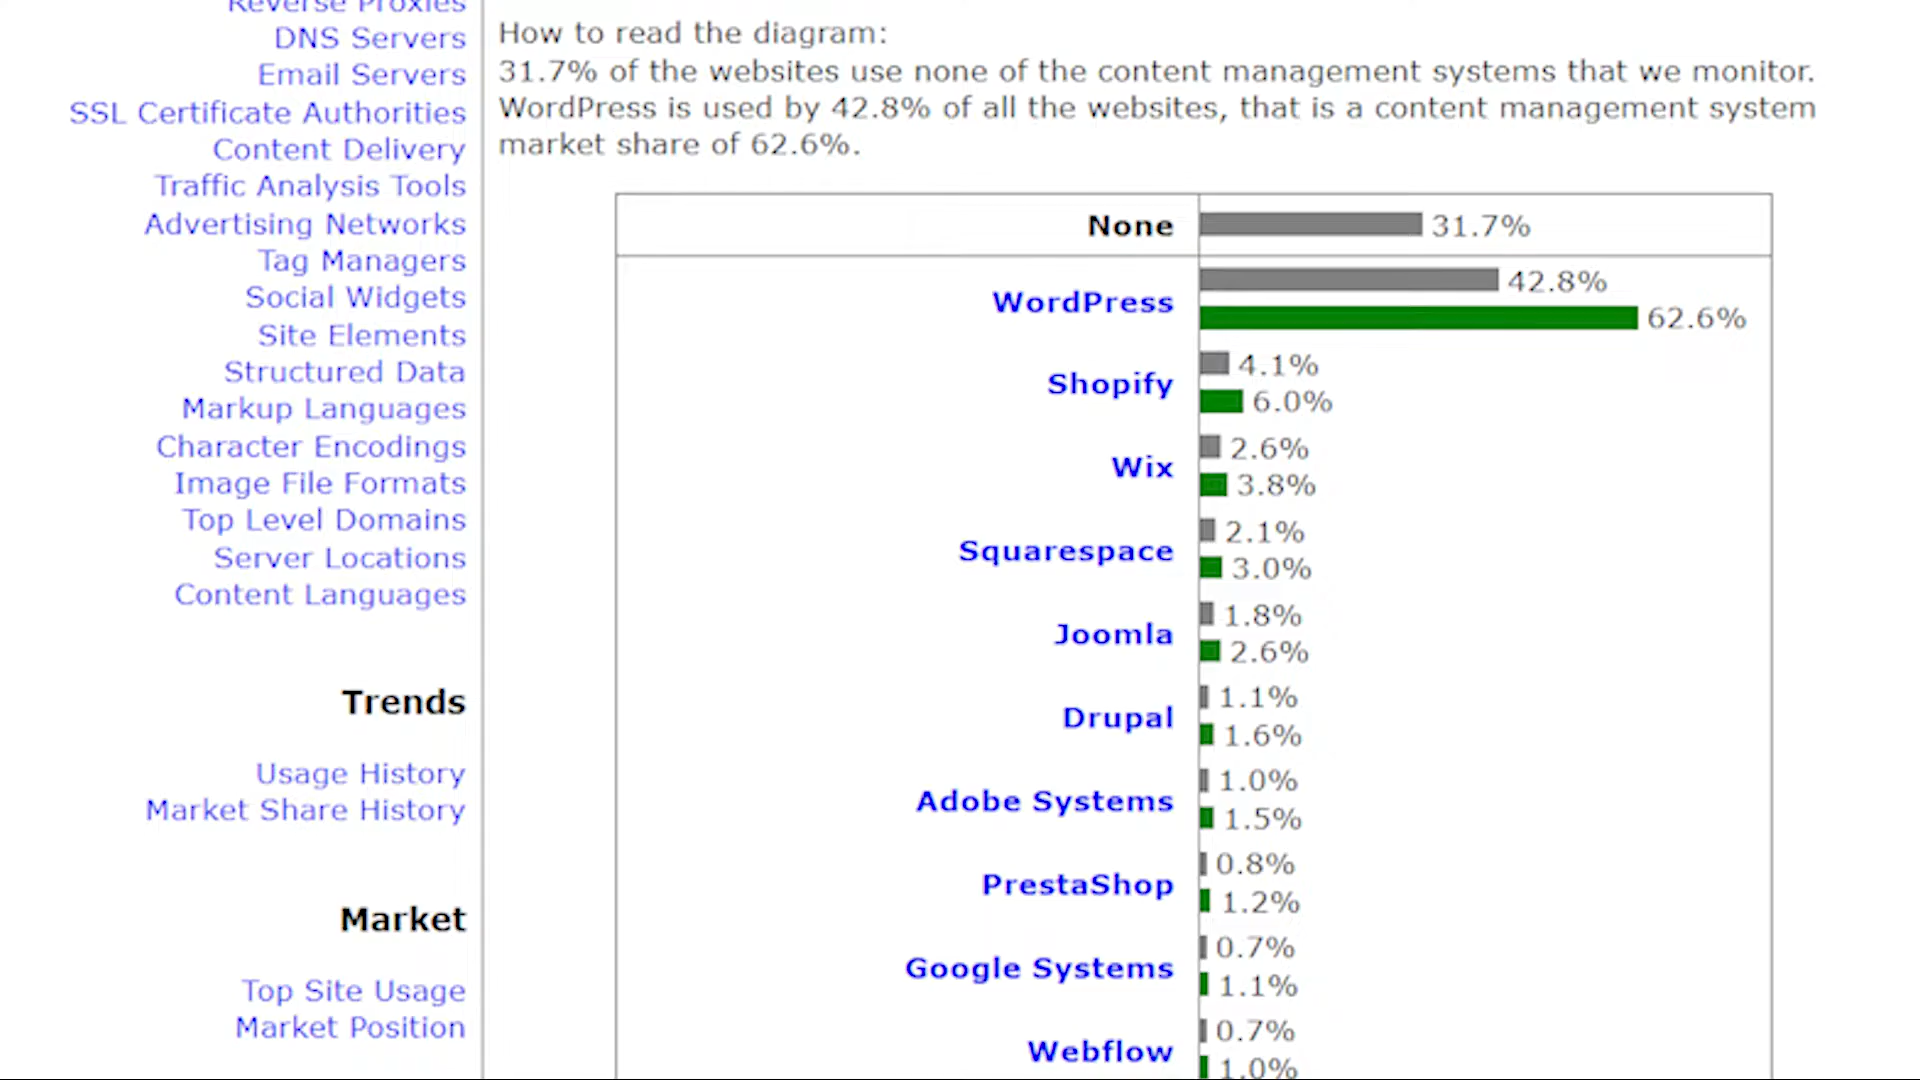 Reverse Proxies
DNS Servers
Email Servers
SSL Certificate Authorities
Content Delivery
Traffic Analysis Tools
Advertising Networks
Tag Managers
Social Widgets
Site Elements
Structured Data
Markup Languages
Character Encodings
Image File Formats
Top Level Domains
Server Locations
Content Languages
Trends
Usage History
Market Share History
Market
Top Site Usage
Market Position
How to read the diagram:
31.7% of the websites use none of the content management systems that we monitor.
WordPress is used by 42.8% of all the websites, that is a content management system
market share of 62.6%.
None 31.7%
WordPress 42.8%
62.6%
Shopify 4.1%
6.0%
Wix 2.6%
3.8%
Squarespace 2.1%
3.0%
Joomla 1.8%
2.6%
Drupal 1.1%
1.6%
Adobe Systems 1.0%
1.5%
PrestaShop 0.8%
1.2%
Google Systems 0.7%
1.1%
Webflow 0.7%
1.0%